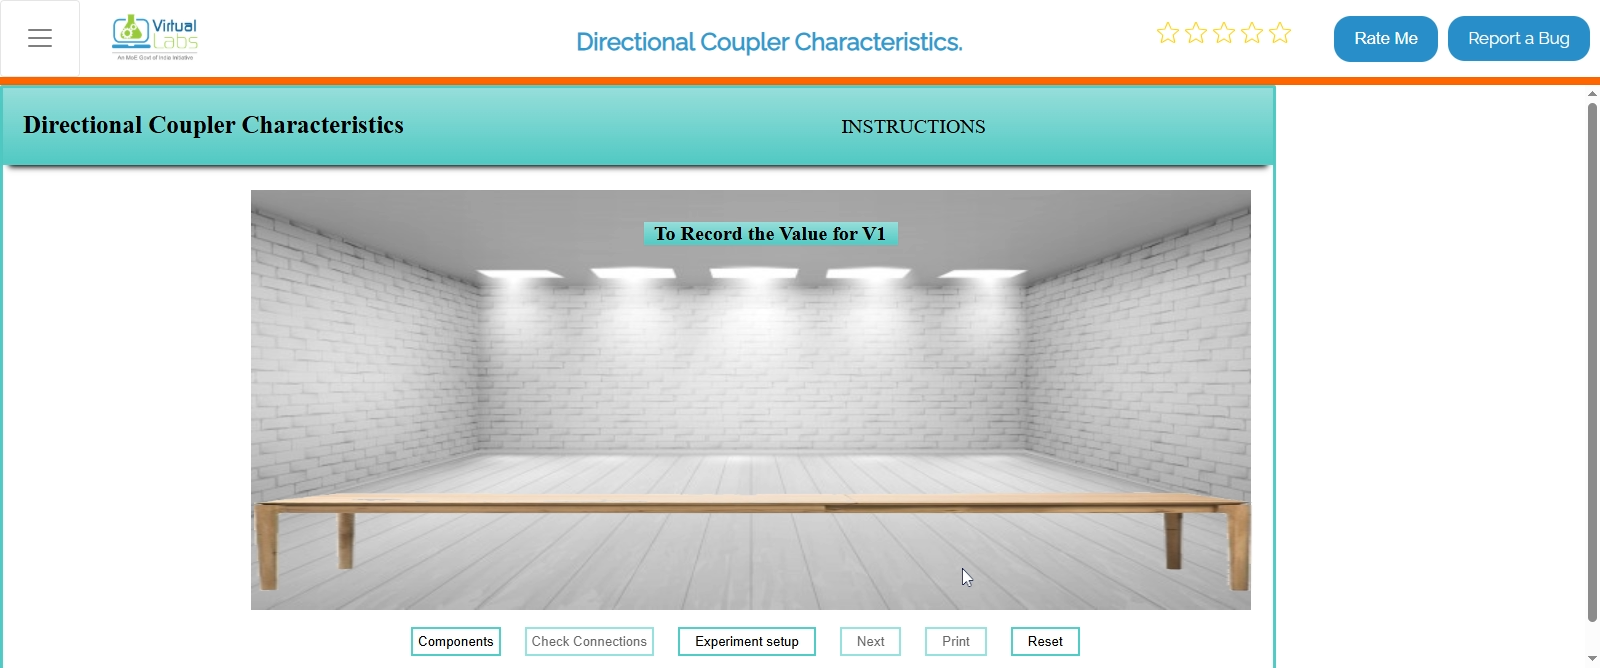 Virtual
Labs
An MoE Govt of India Initiative
Directional Coupler Characteristics.
Rate Me
Report a Bug
Directional Coupler Characteristics
INSTRUCTIONS
To Record the Value for V1
Components
Check Connections
Experiment setup
Next
Print
Reset